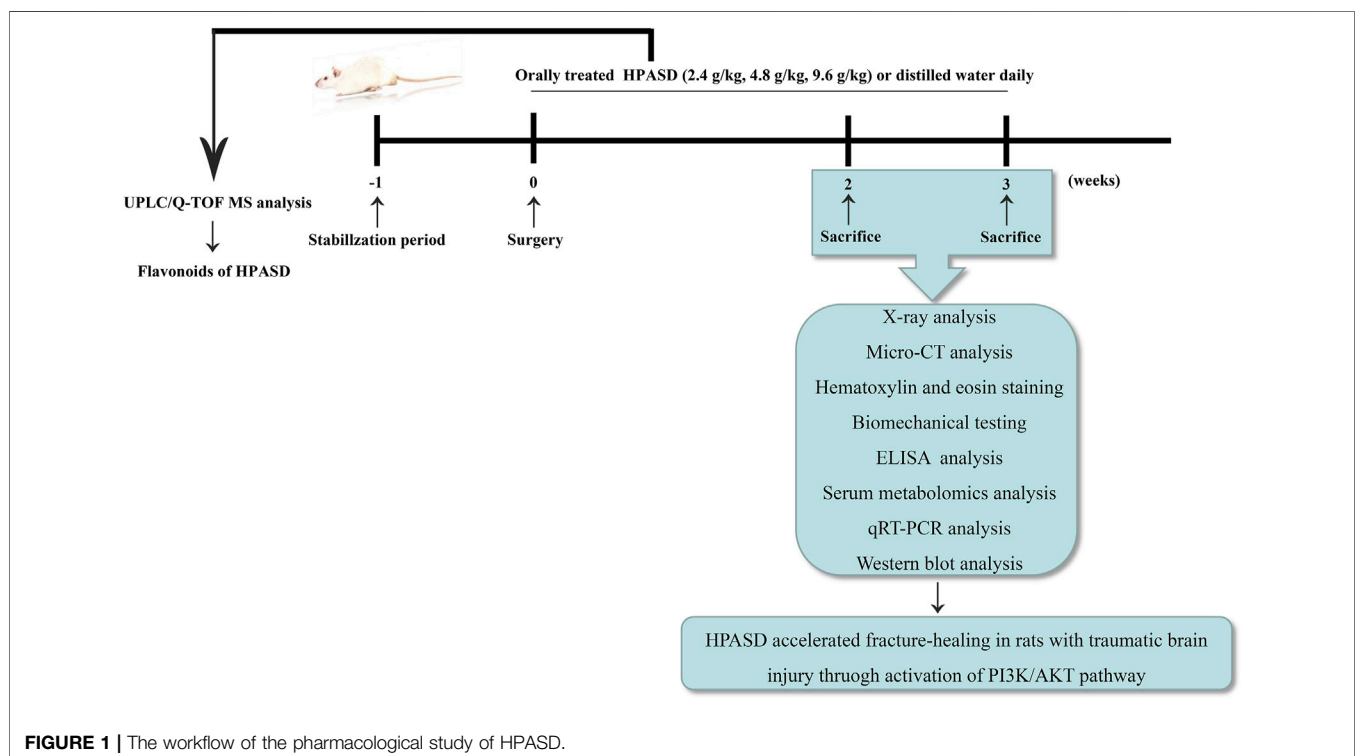 Orally treated HPASD (2.4 g/kg, 4.8 g/kg, 9.6 g/kg) or distilled water daily
-1
0
2
3
(weeks)
UPLC/Q-TOF MS analysis
Stabillzation period
Surgery
Sacrifice
Sacrifice
Flavonoids of HPASD
X-ray analysis
Micro-CT analysis
Hematoxylin and eosin staining
Biomechanical testing
ELISA analysis
Serum metabolomics analysis
qRT-PCR analysis
Western blot analysis
HPASD accelerated fracture-healing in rats with traumatic brain
injury thruogh activation of PI3K/AKT pathway
FIGURE 1 | The workflow of the pharmacological study of HPASD.